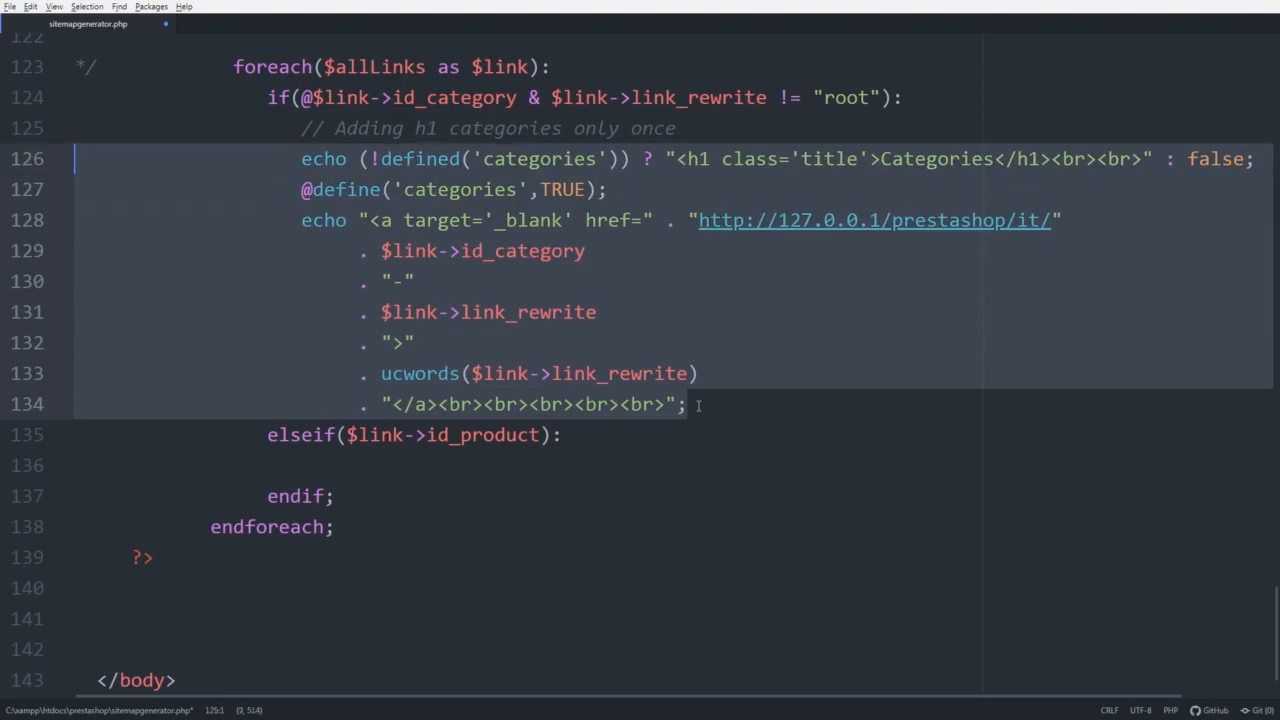 File Edit View Selection Find Packages Help
sitemapgenerator.php
122
123 */ foreach($allLinks as $link):
124 if(@$link->id_category & $link->link_rewrite != "root"):
125 // Adding h1 categories only once
126 echo (!defined('categories')) ? "<h1 class='title'>Categories</h1><br><br>" : false;
127 @define('categories',TRUE);
128 echo "<a target='_blank' href=" . "http://127.0.0.1/prestashop/it/"
129 . $link->id_category
130 . "-"
131 . $link->link_rewrite
132 . ">"
133 . ucwords($link->link_rewrite)
134 . "</a><br><br><br><br><br>";
135 elseif($link->id_product):
136
137 endif;
138 endforeach;
139 ?>
140
141
142
143 </body>
C:\xampp\htdocs\prestashop\sitemapgenerator.php* 125:1 (3, 514) CRLF UTF-8 PHP GitHub Git (0)